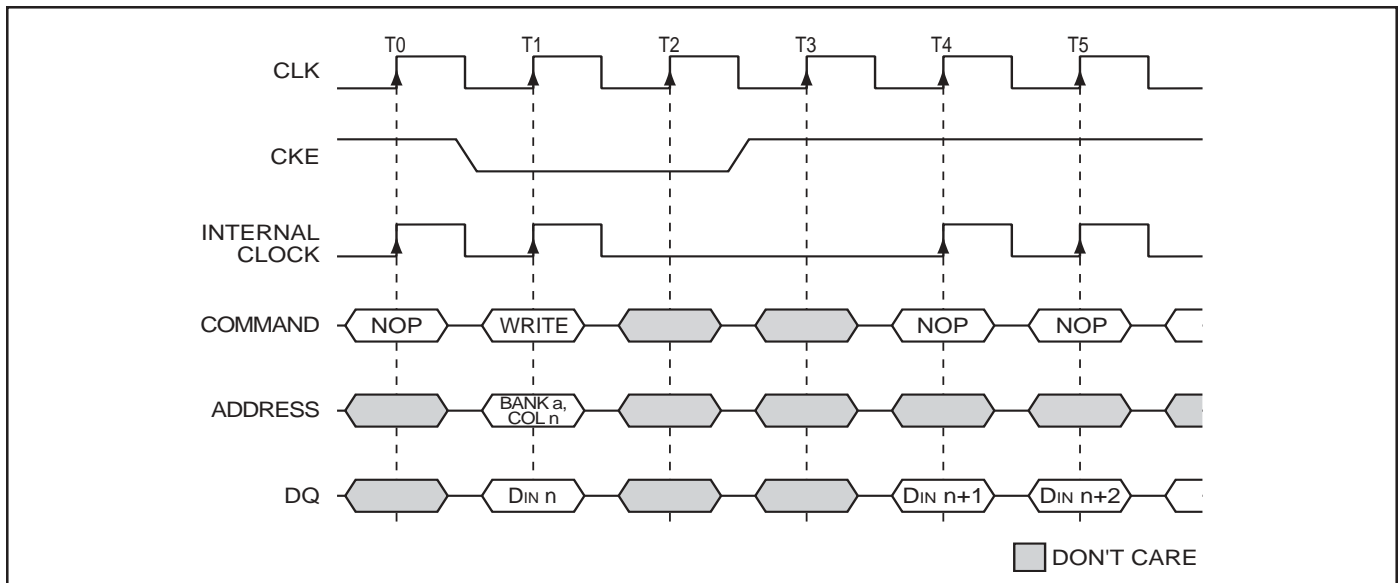 T0 T1 T2 T3 T4 T5
CLK
CKE
INTERNAL
CLOCK
COMMAND NOP WRITE NOP NOP
ADDRESS BANK a,
COL n
DQ DIN n DIN n+1 DIN n+2
DON'T CARE